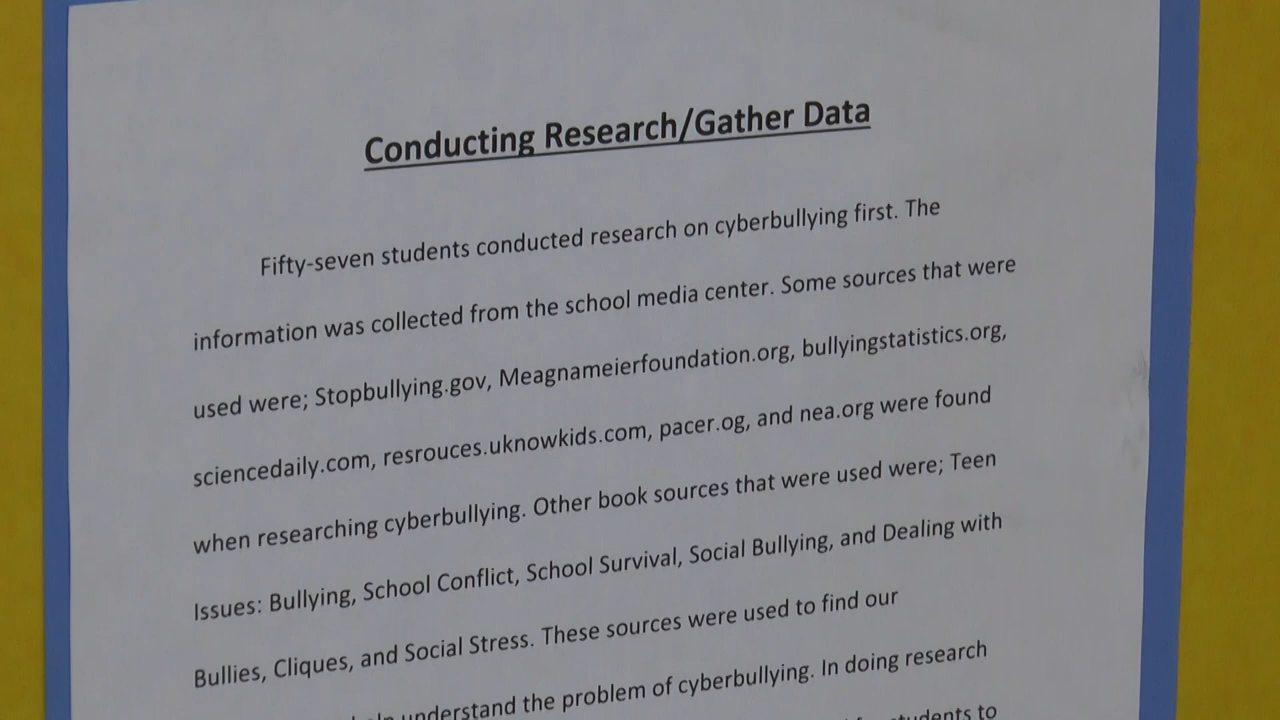 Conducting Research/Gather Data
Fifty-seven students conducted research on cyberbullying first. The
information was collected from the school media center. Some sources that were
used were; Stopbullying.gov, Meagnameierfoundation.org, bullyingstatistics.org,
sciencedaily.com, resrouces.uknowkids.com, pacer.og, and nea.org were found
when researching cyberbullying. Other book sources that were used were; Teen
Issues: Bullying, School Conflict, School Survival, Social Bullying, and Dealing with
Bullies, Cliques, and Social Stress. These sources were used to find our
understand the problem of cyberbullying. In doing research
students to